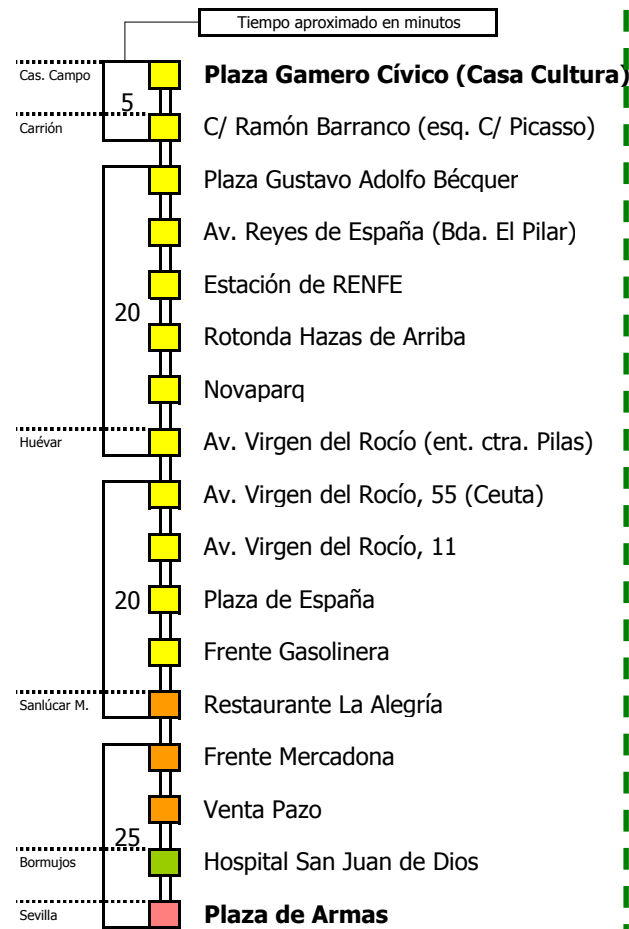 Tiempo aproximado en minutos
Cas. Campo
Plaza Gamero Cívico (Casa Cultura)
5
Carrión
C/ Ramón Barranco (esq. C/ Picasso)
Plaza Gustavo Adolfo Bécquer
Av. Reyes de España (Bda. El Pilar)
Estación de RENFE
20
Rotonda Hazas de Arriba
Novaparq
Huévar
Av. Virgen del Rocío (ent. ctra. Pilas)
Av. Virgen del Rocío, 55 (Ceuta)
Av. Virgen del Rocío, 11
20
Plaza de España
Frente Gasolinera
Sanlúcar M.
Restaurante La Alegría
Frente Mercadona
Venta Pazo
25
Bormujos
Hospital San Juan de Dios
Sevilla
Plaza de Armas